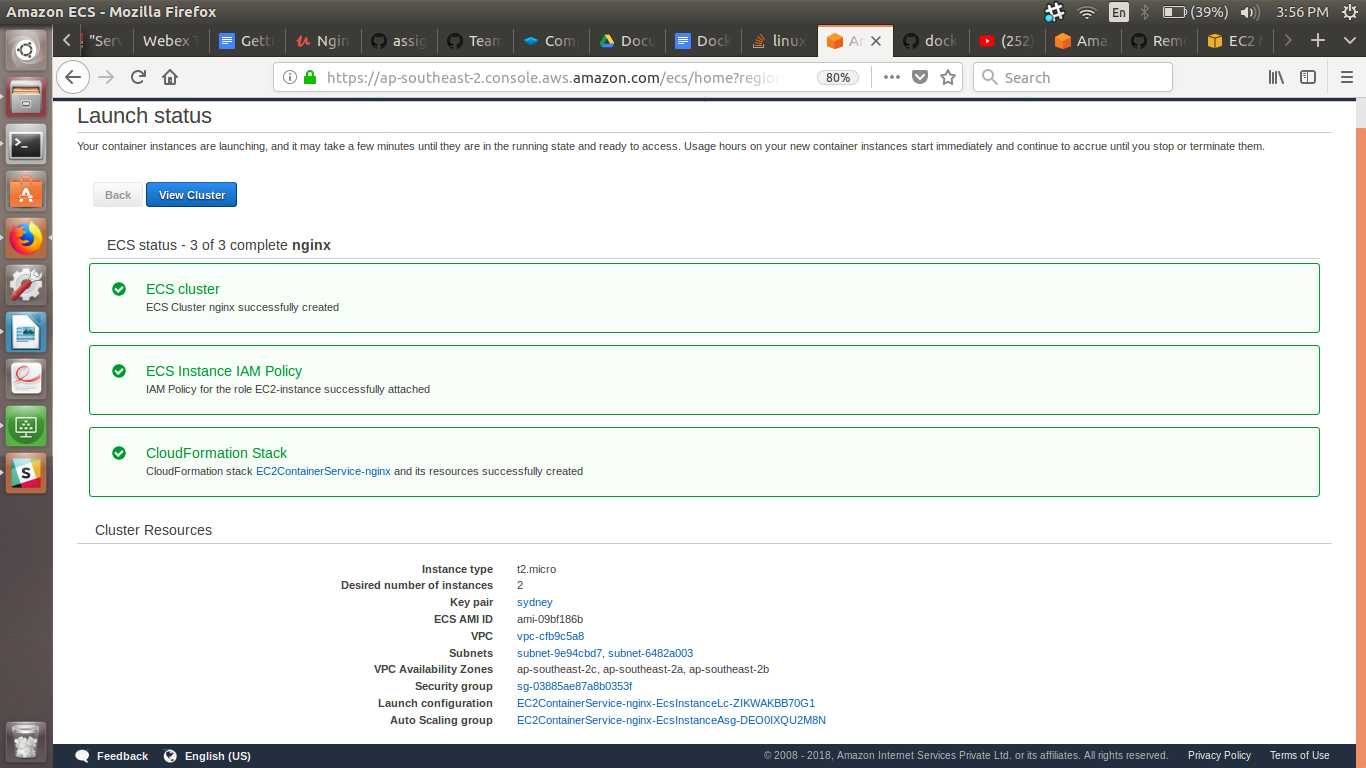 Amazon ECS - Mozilla Firefox
En (39%) 3:56 PM
"Serv Webex T Getti Ngin assig Team Com Docu Dock linux Am dock (252) Amaz Remo EC2 M
https://ap-southeast-2.console.aws.amazon.com/ecs/home?region 80% Search
Launch status
Your container instances are launching, and it may take a few minutes until they are in the running state and ready to access. Usage hours on your new container instances start immediately and continue to accrue until you stop or terminate them.
Back View Cluster
ECS status - 3 of 3 complete nginx
ECS cluster
ECS Cluster nginx successfully created
ECS Instance IAM Policy
IAM Policy for the role EC2-instance successfully attached
CloudFormation Stack
CloudFormation stack EC2ContainerService-nginx and its resources successfully created
Cluster Resources
Instance type t2.micro
Desired number of instances 2
Key pair sydney
ECS AMI ID ami-09bf186b
VPC vpc-cfb9c5a8
Subnets subnet-9e94cbd7, subnet-6482a003
VPC Availability Zones ap-southeast-2c, ap-southeast-2a, ap-southeast-2b
Security group sg-03885ae87a8b0353f
Launch configuration EC2ContainerService-nginx-EcsInstanceLc-ZIKWAKBB70G1
Auto Scaling group EC2ContainerService-nginx-EcsInstanceAsg-DEO0IXQU2M8N
Feedback English (US) © 2008 - 2018, Amazon Internet Services Private Ltd. or its affiliates. All rights reserved. Privacy Policy Terms of Use